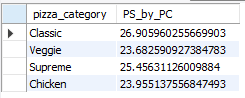 pizza_category PS_by_PC
Classic 26.905960255669903
Veggie 23.682590927384783
Supreme 25.45631126009884
Chicken 23.955137556847493